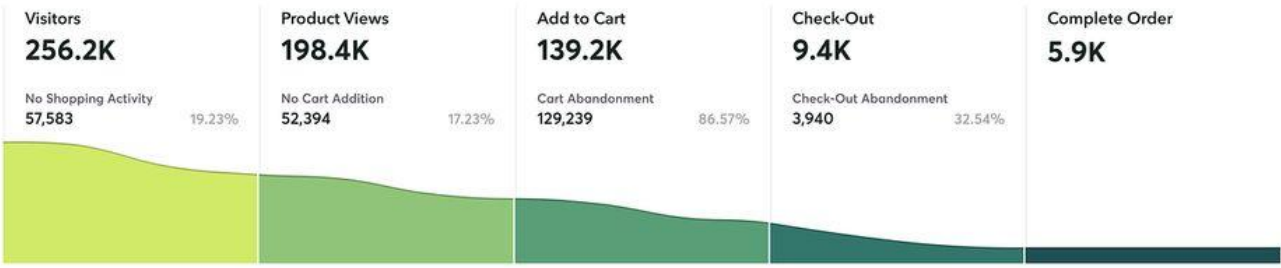 Visitors
256.2K
No Shopping Activity
57,583 19.23%
Product Views
198.4K
No Cart Addition
52,394 17.23%
Add to Cart
139.2K
Cart Abandonment
129,239 86.57%
Check-Out
9.4K
Check-Out Abandonment
3,940 32.54%
Complete Order
5.9K